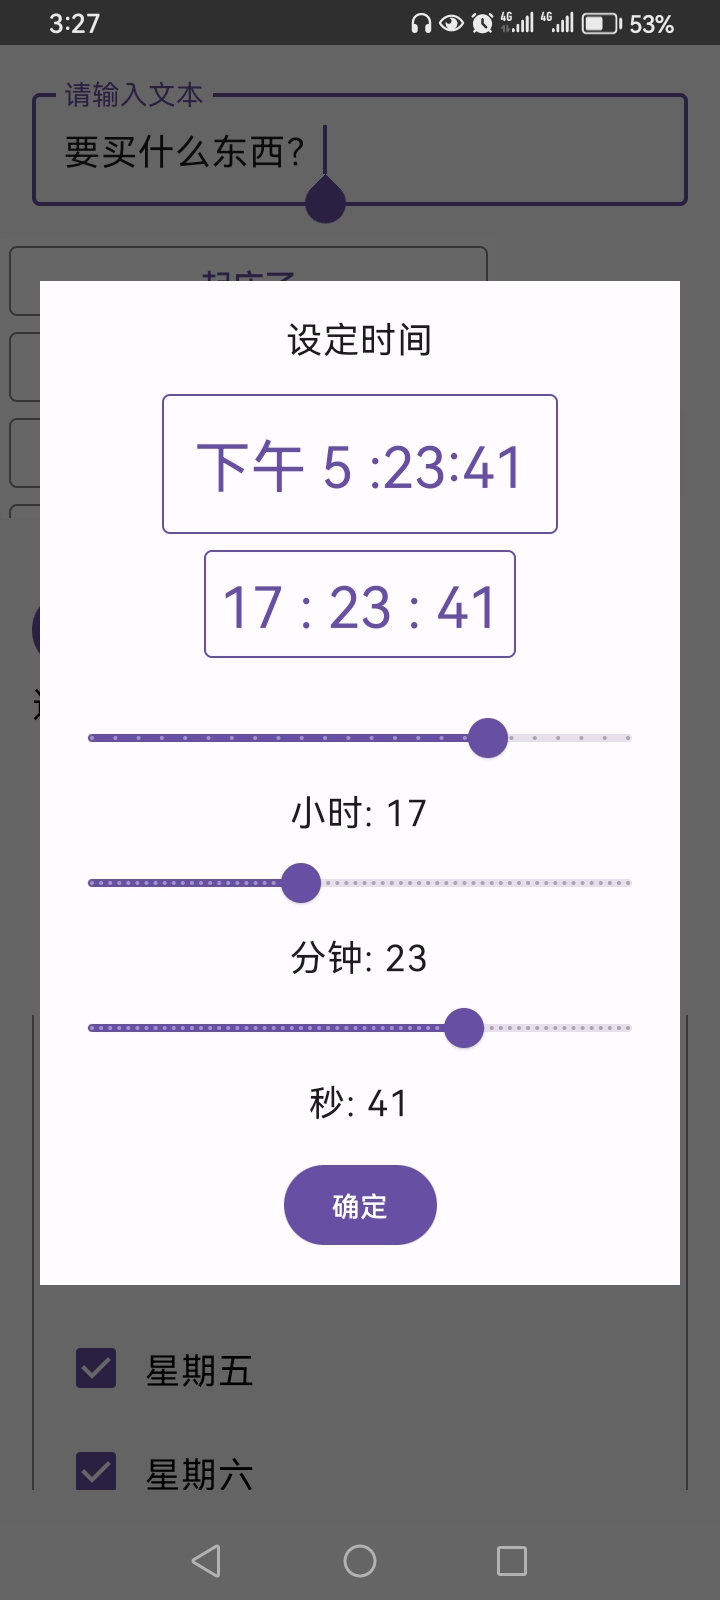 3:27 4G 4G 53%
请输入文本
要买什么东西?
设定时间
下午 5 :23:41
17 : 23 : 41
小时: 17
分钟: 23
秒: 41
确定
星期五
星期六